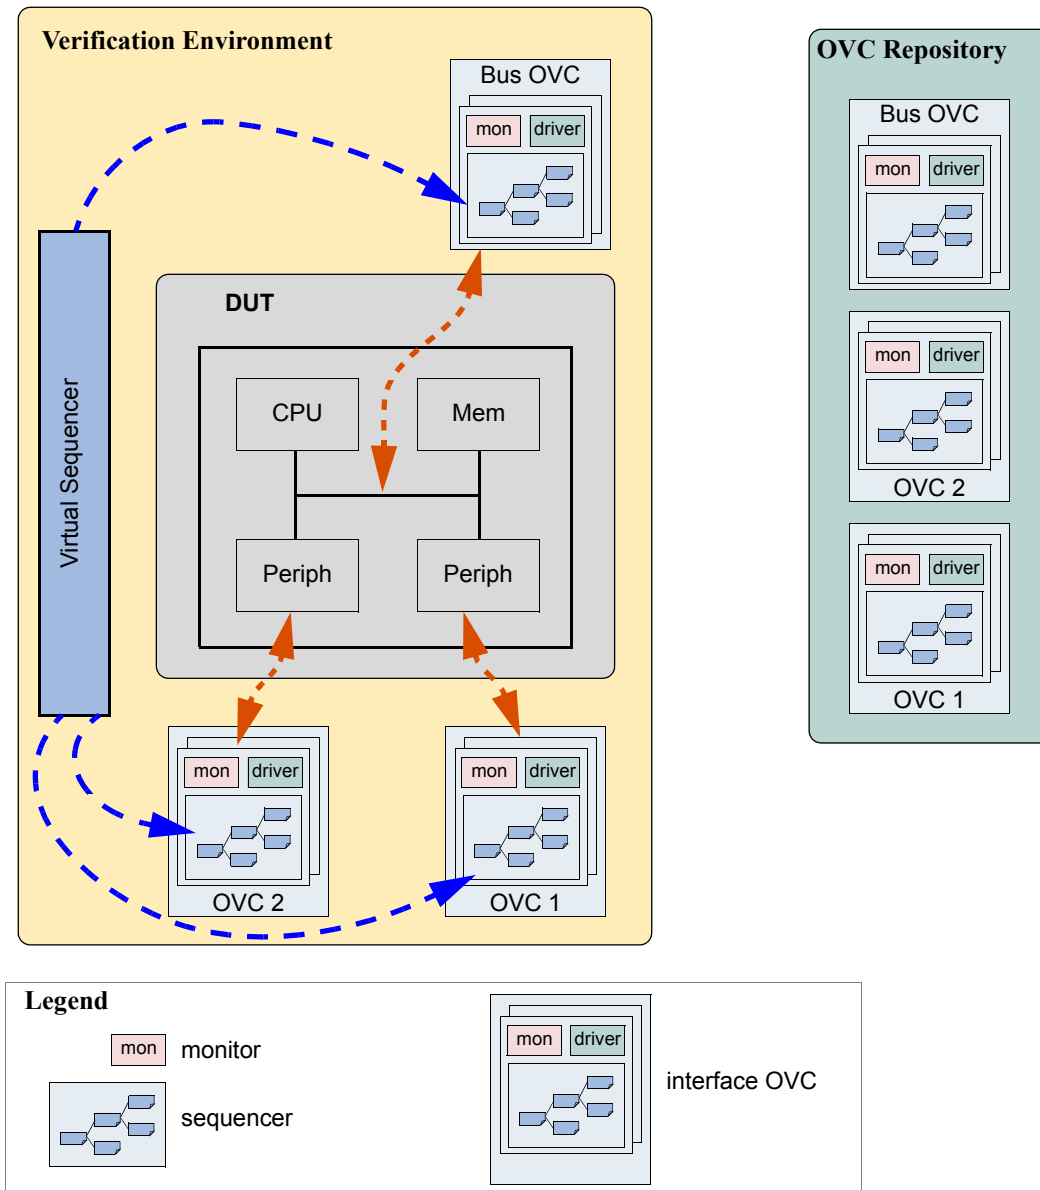 Verification Environment
Bus OVC
mon driver
Virtual Sequencer
DUT
CPU Mem
Periph Periph
mon driver
OVC 2
mon driver
OVC 1
OVC Repository
Bus OVC
mon driver
mon driver
OVC 2
mon driver
OVC 1
Legend
mon monitor
sequencer
mon driver
interface OVC